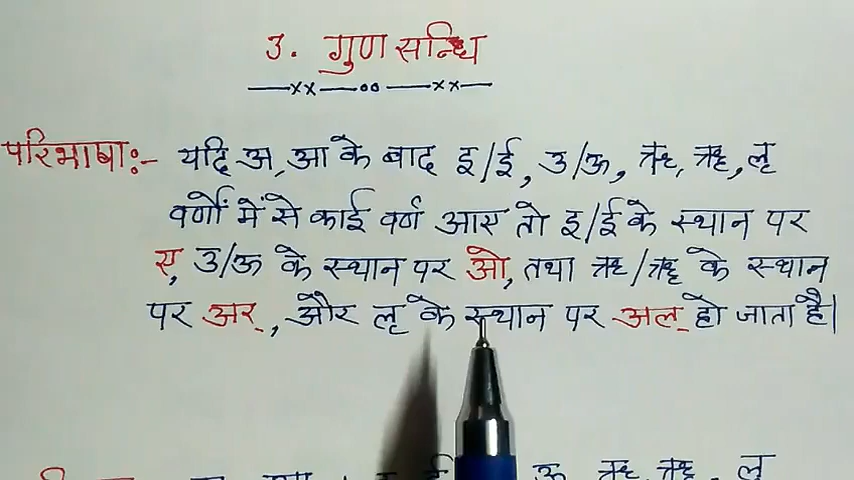 3. गुण सन्धि
परिभाषा:- यदि अ, आ के बाद इ/ई, उ/ऊ, ऋ, ॠ, लृ
वर्णों में से काई वर्ण आए तो इ/ई के स्थान पर
ए, उ/ऊ के स्थान पर ओ, तथा ऋ/ॠ के स्थान
पर अर्, और लृ के स्थान पर अल् हो जाता है।